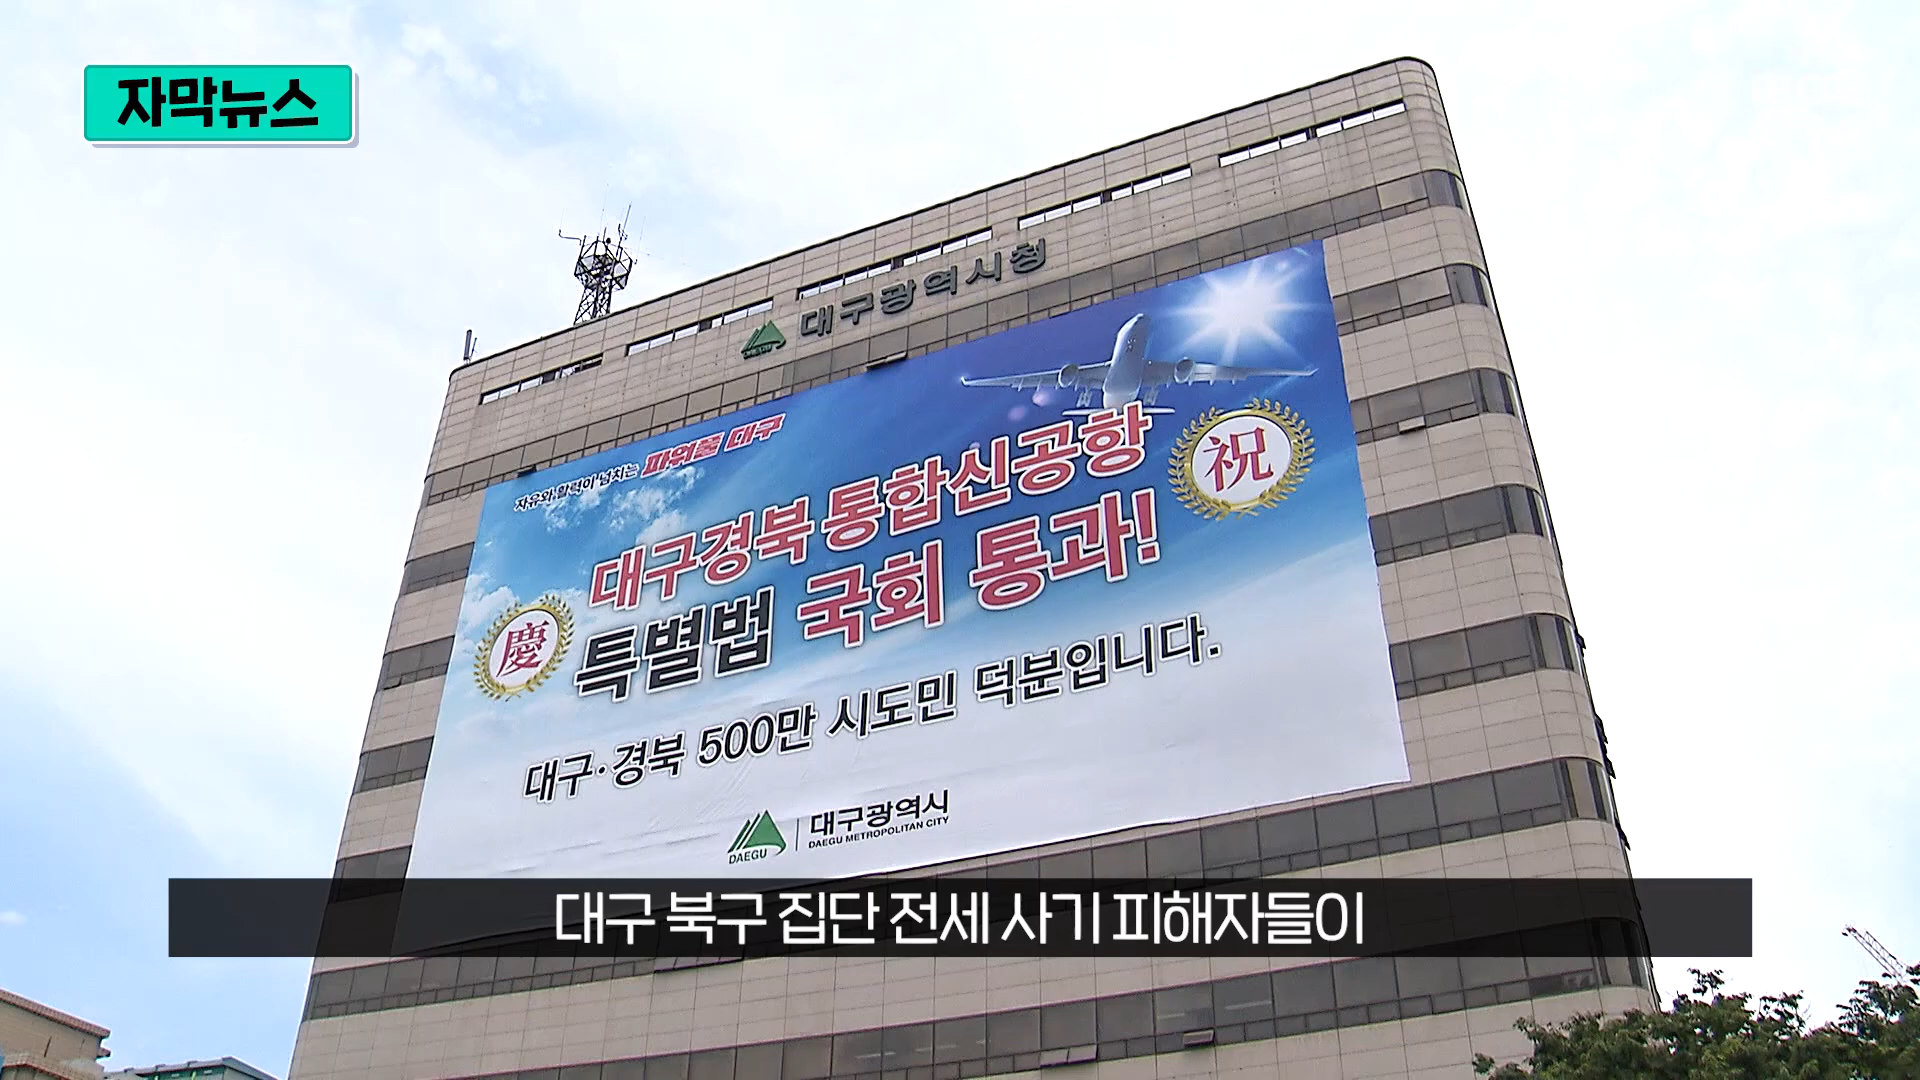 자막뉴스
대구광역시청
자유와 활력이 넘치는 파워풀 대구
대구경북 통합신공항
祝
慶
특별법 국회 통과!
대구·경북 500만 시도민 덕분입니다.
DAEGU
대구광역시
DAEGU METROPOLITAN CITY
대구 북구 집단 전세 사기 피해자들이